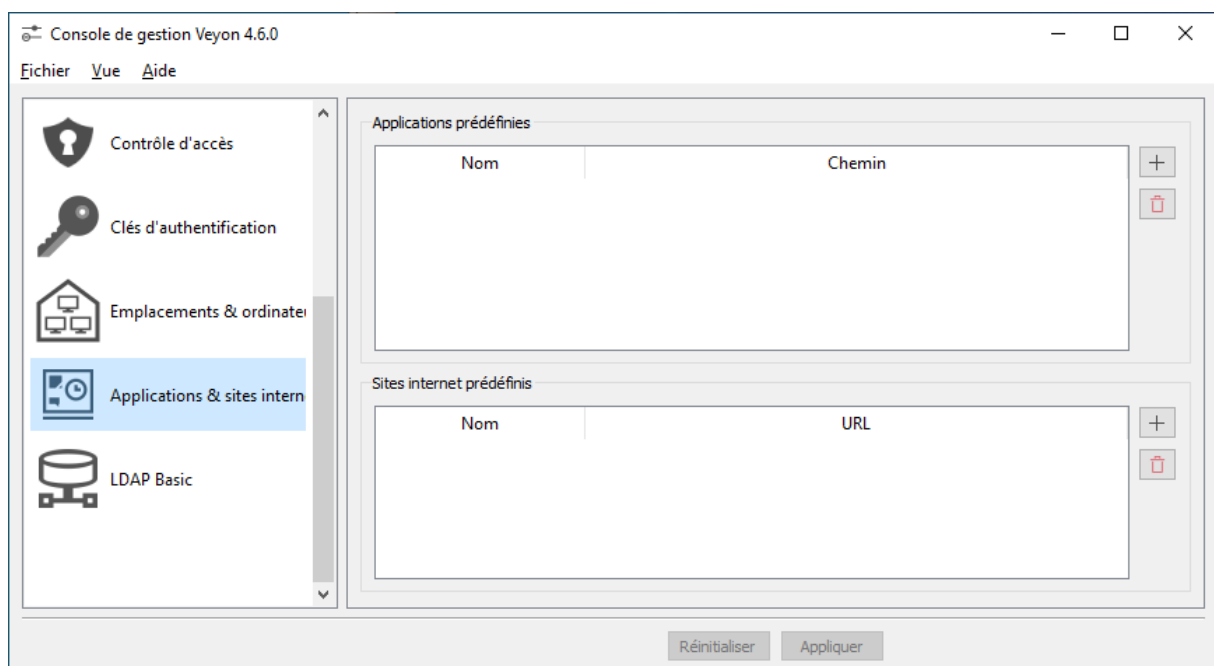 Console de gestion Veyon 4.6.0
Fichier Vue Aide
Contrôle d'accès
Clés d'authentification
Emplacements & ordinate
Applications & sites intern
LDAP Basic
Applications prédéfinies
Nom Chemin
Sites internet prédéfinis
Nom URL
Réinitialiser Appliquer